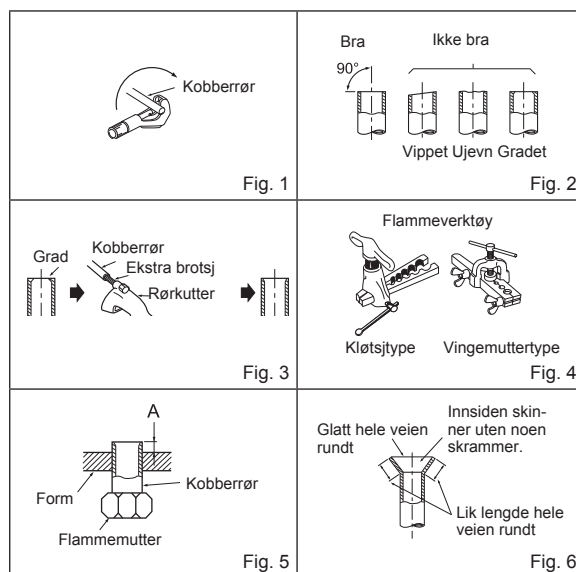 Kobberrør
Fig. 1
Bra
Ikke bra
90°
Vippet Ujevn Gradet
Fig. 2
Grad
Kobberrør
Ekstra brotsj
Rørkutter
Fig. 3
Flammeverktøy
Kløtsjtype
Vingemuttertype
Fig. 4
A
Form
Kobberrør
Flammemutter
Fig. 5
Glatt hele veien
rundt
Innsiden skin-
ner uten noen
skrammer.
Lik lengde hele
veien rundt
Fig. 6